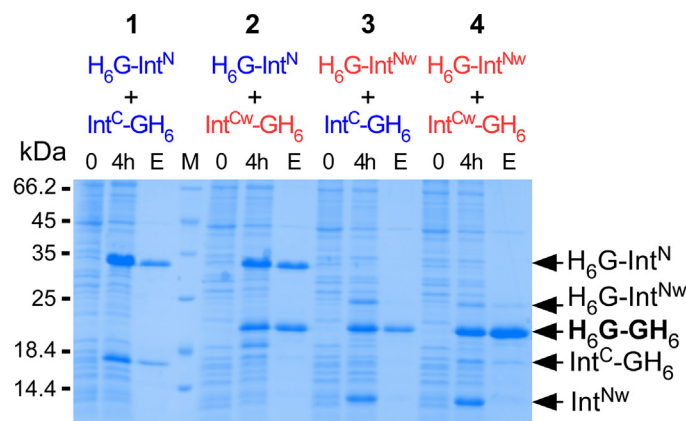 1 2 3 4
H₆G-Intᴺ H₆G-Intᴺ H₆G-Intᴺʷ H₆G-Intᴺʷ
+ + + +
Intᶜ-GH₆ Intᶜʷ-GH₆ Intᶜ-GH₆ Intᶜʷ-GH₆
kDa 0 4h E M 0 4h E 0 4h E 0 4h E
66.2
45
35
25
18.4
14.4
H₆G-Intᴺ
H₆G-Intᴺʷ
H₆G-GH₆
Intᶜ-GH₆
Intᴺʷ